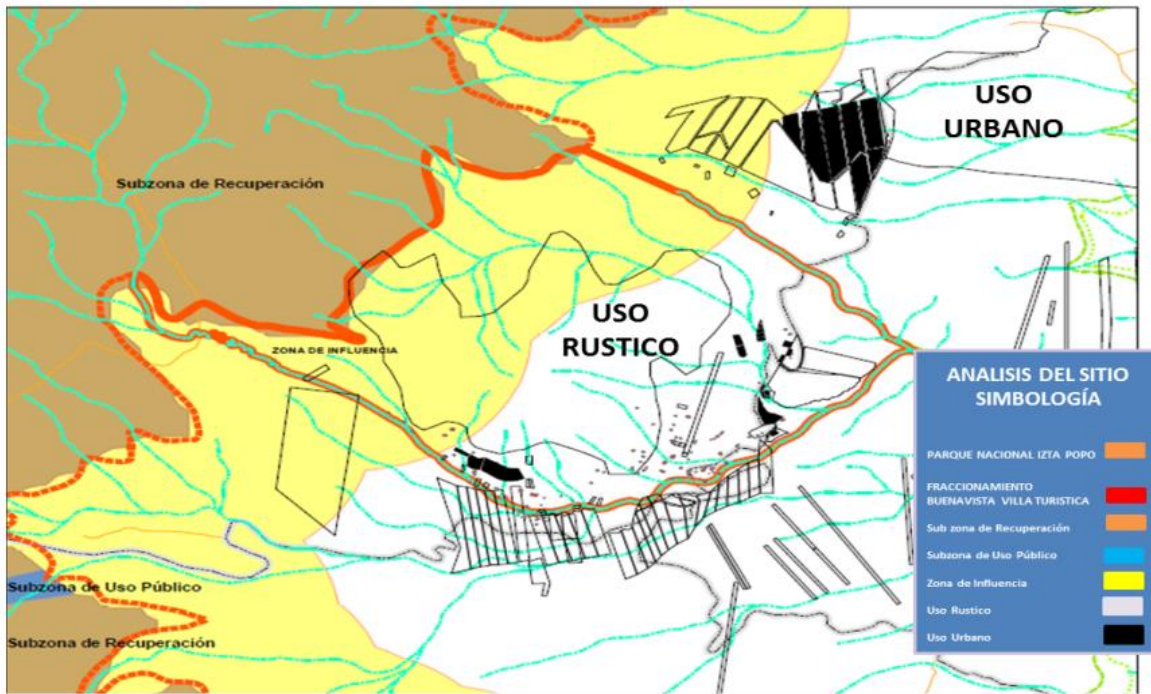 USO
URBANO
Subzona de Recuperación
USO
RUSTICO
ZONA DE INFLUENCIA
Subzona de Uso Público
Subzona de Recuperación
ANALISIS DEL SITIO
SIMBOLOGÍA
PARQUE NACIONAL IZTA POPO
FRACCIONAMIENTO
BUENAVISTA VILLA TURISTICA
Sub zona de Recuperación
Subzona de Uso Público
Zona de Influencia
Uso Rustico
Uso Urbano